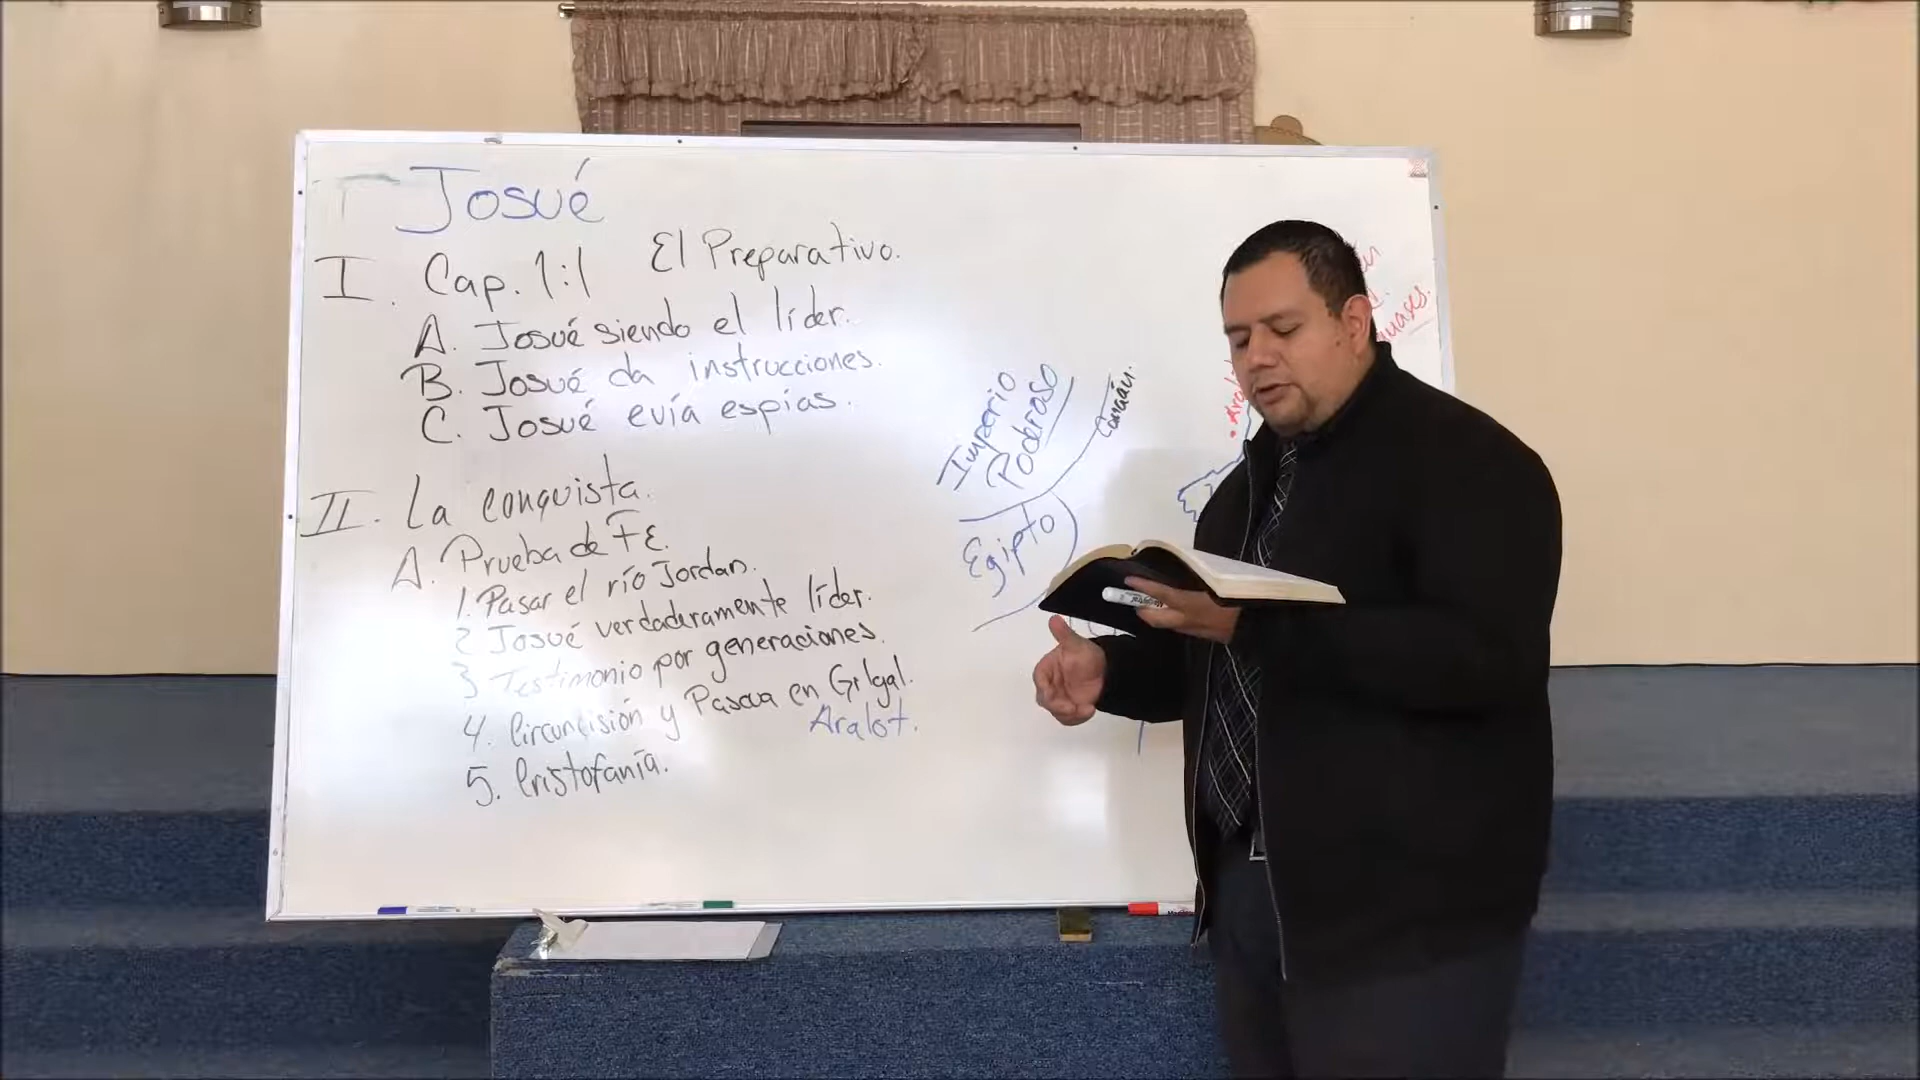 Josué
I. Cap. 1:1 El Preparativo.
A. Josué siendo el líder.
B. Josué da instrucciones.
C. Josué evía espias.
II. La conquista.
A. Prueba de FE.
1. Pasar el río Jordan.
2 Josué verdaderamente líder.
3 Testimonio por generaciones.
4. Circuncisión y Pascua en Gilgal.
Aralot.
5. Cristofanía.
Imperio
Poderoso
Canaán.
Egipto